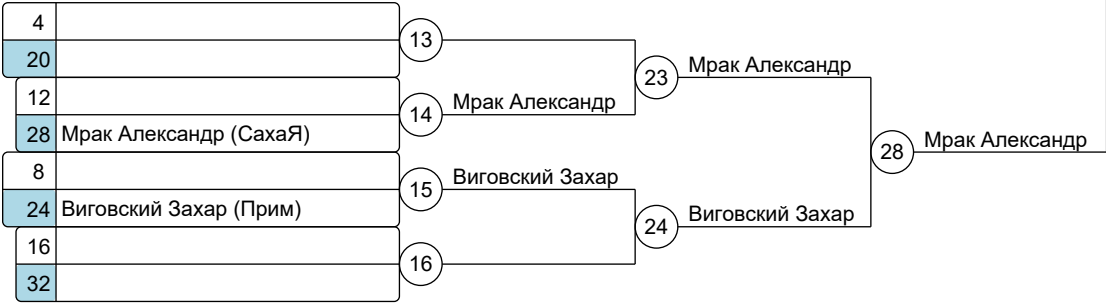 4
13
20
23 Мрак Александр
12
14 Мрак Александр
28 Мрак Александр (СахаЯ)
28 Мрак Александр
8
15 Виговский Захар
24 Виговский Захар (Прим)
24 Виговский Захар
16
16
32